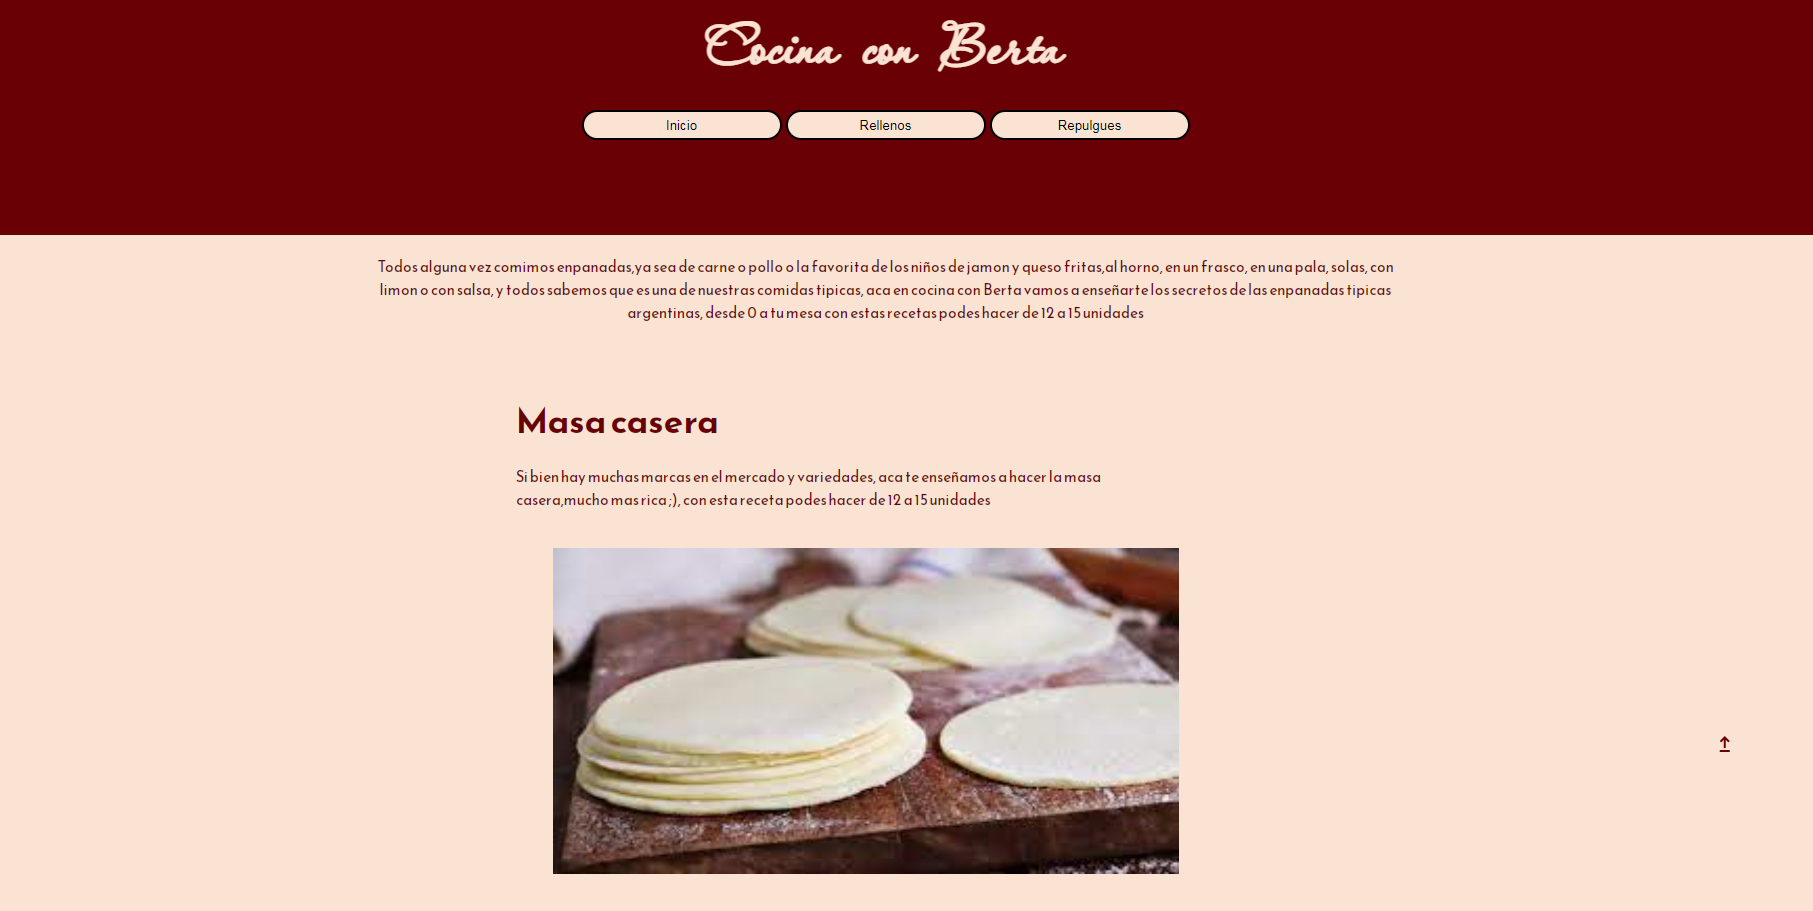 Cocina con Berta
Inicio
Rellenos
Repulgues
Todos alguna vez comimos enpanadas,ya sea de carne o pollo o la favorita de los niños de jamon y queso fritas,al horno, en un frasco, en una pala, solas, con
limon o con salsa, y todos sabemos que es una de nuestras comidas tipicas, aca en cocina con Berta vamos a enseñarte los secretos de las enpanadas tipicas
argentinas, desde 0 a tu mesa con estas recetas podes hacer de 12 a 15 unidades
Masa casera
Si bien hay muchas marcas en el mercado y variedades, aca te enseñamos a hacer la masa
casera,mucho mas rica ;), con esta receta podes hacer de 12 a 15 unidades